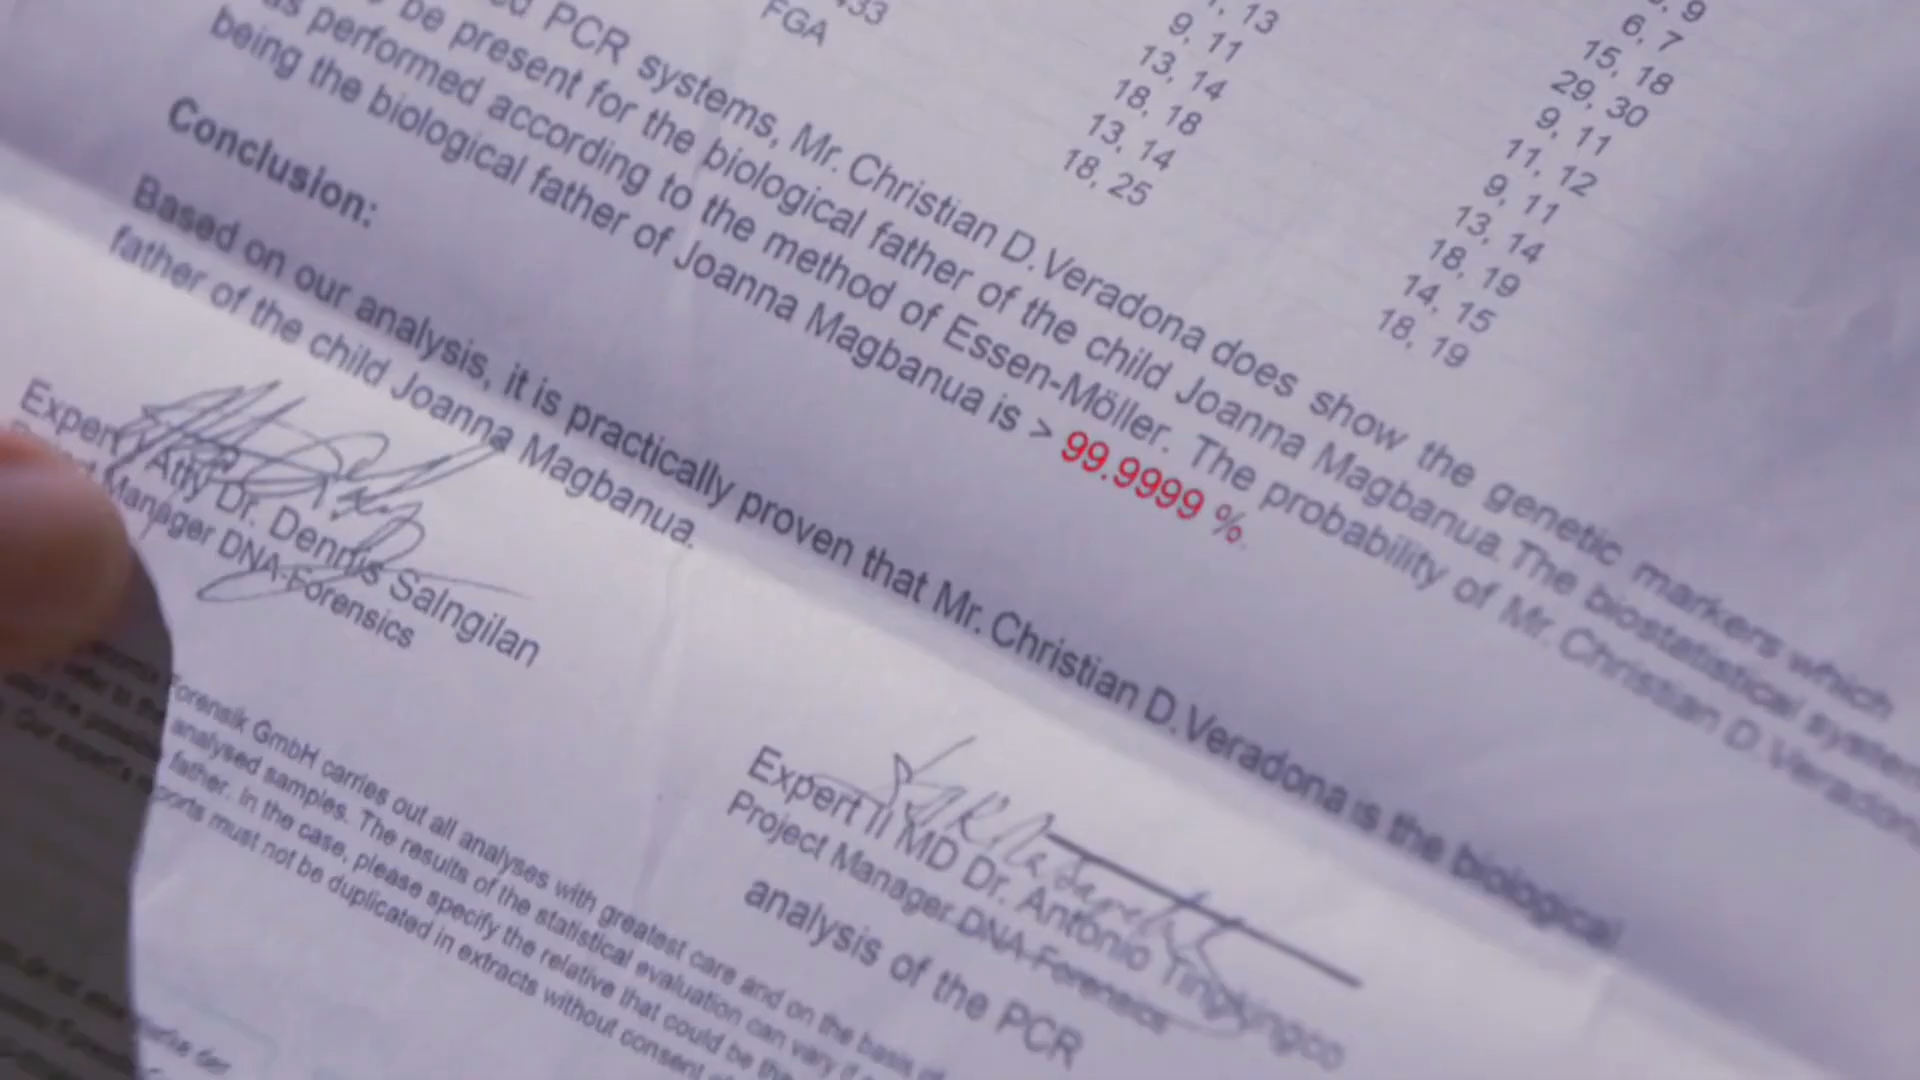 433
FGA
, 13
9, 11
13, 14
18, 18
13, 14
18, 25
, 9
6, 7
15, 18
29, 30
9, 11
11, 12
9, 11
13, 14
18, 19
14, 15
18, 19
PCR systems, Mr. Christian D. Veradona does show the genetic markers which
be present for the biological father of the child Joanna Magbanua. The biostatistical system
as performed according to the method of Essen-Möller. The probability of Mr. Christian D. Veradona
being the biological father of Joanna Magbanua is > 99.9999 %.
Conclusion:
Based on our analysis, it is practically proven that Mr. Christian D. Veradona is the biological
father of the child Joanna Magbanua.
Expert Atty Dr. Dennis Salngilan
Manager DNA-Forensics
Expert II MD Dr. Antonio Tingkingco
Project Manager DNA-Forensics
analysis of the PCR
Forensik GmbH carries out all analyses with greatest care and on the basis of
analysed samples. The results of the statistical evaluation can vary if
father. In the case, please specify the relative that could be the
must not be duplicated in extracts without consent